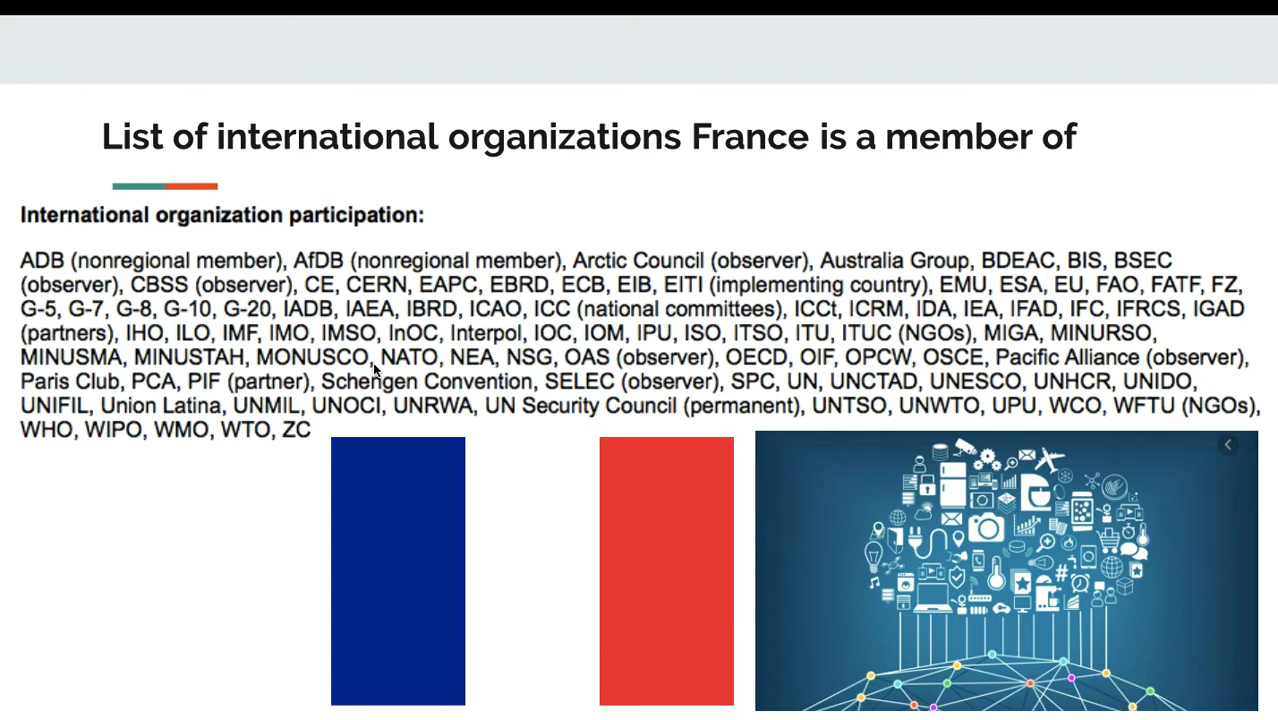 List of international organizations France is a member of
International organization participation:
ADB (nonregional member), AfDB (nonregional member), Arctic Council (observer), Australia Group, BDEAC, BIS, BSEC
(observer), CBSS (observer), CE, CERN, EAPC, EBRD, ECB, EIB, EITI (implementing country), EMU, ESA, EU, FAO, FATF, FZ,
G-5, G-7, G-8, G-10, G-20, IADB, IAEA, IBRD, ICAO, ICC (national committees), ICCt, ICRM, IDA, IEA, IFAD, IFC, IFRCS, IGAD
(partners), IHO, ILO, IMF, IMO, IMSO, InOC, Interpol, IOC, IOM, IPU, ISO, ITSO, ITU, ITUC (NGOs), MIGA, MINURSO,
MINUSMA, MINUSTAH, MONUSCO, NATO, NEA, NSG, OAS (observer), OECD, OIF, OPCW, OSCE, Pacific Alliance (observer),
Paris Club, PCA, PIF (partner), Schengen Convention, SELEC (observer), SPC, UN, UNCTAD, UNESCO, UNHCR, UNIDO,
UNIFIL, Union Latina, UNMIL, UNOCI, UNRWA, UN Security Council (permanent), UNTSO, UNWTO, UPU, WCO, WFTU (NGOs),
WHO, WIPO, WMO, WTO, ZC